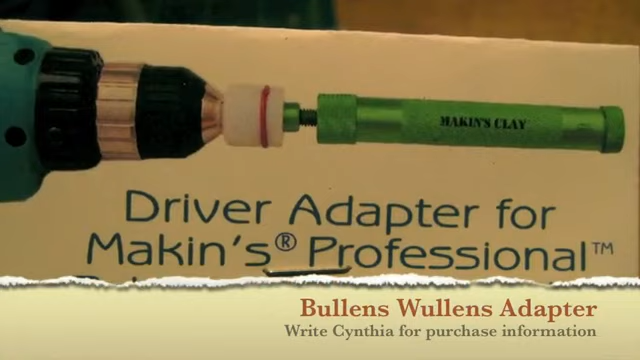 MAKIN'S CLAY
Driver Adapter for
Makin's® Professional™
Bullens Wullens Adapter
Write Cynthia for purchase information